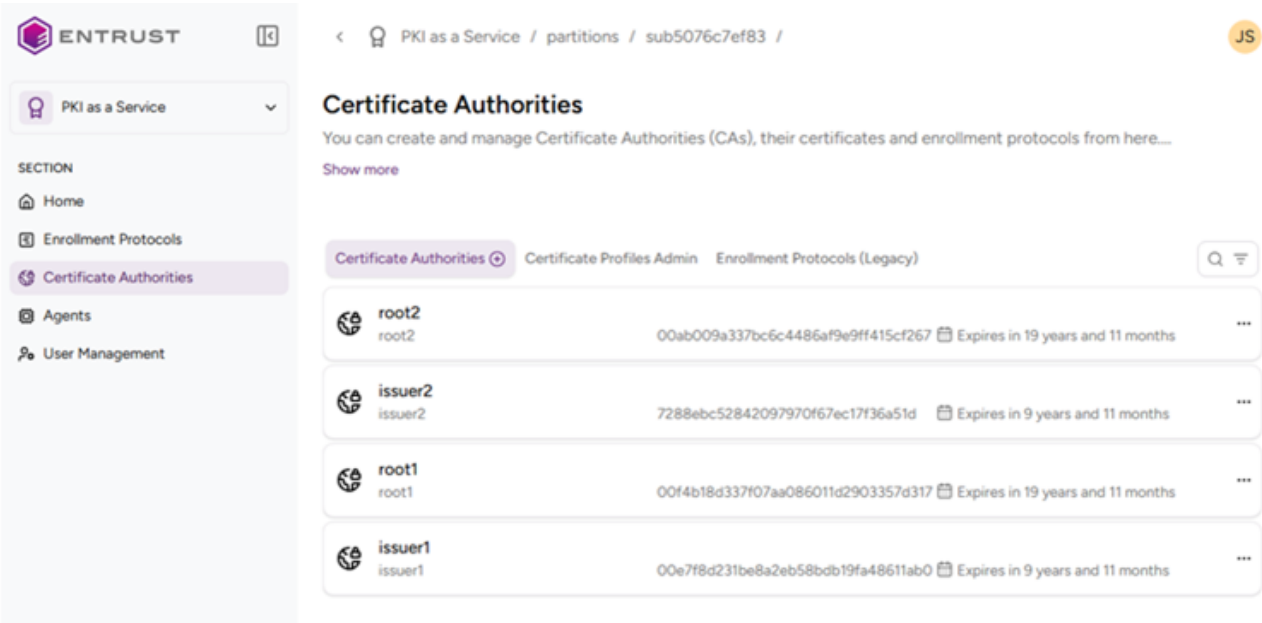 ENTRUST
PKI as a Service / partitions / sub5076c7ef83 /
JS
PKI as a Service
SECTION
Home
Enrollment Protocols
Certificate Authorities
Agents
User Management
Certificate Authorities
You can create and manage Certificate Authorities (CAs), their certificates and enrollment protocols from here....
Show more
Certificate Authorities Certificate Profiles Admin Enrollment Protocols (Legacy)
root2
root2 00ab009a337bc6c4486af9e9ff415cf267 Expires in 19 years and 11 months
issuer2
issuer2 7288ebc52842097970f67ec17f36a51d Expires in 9 years and 11 months
root1
root1 00f4b18d337f07aa086011d2903357d317 Expires in 19 years and 11 months
issuer1
issuer1 00e7f8d231be8a2eb58bdb19fa48611ab0 Expires in 9 years and 11 months